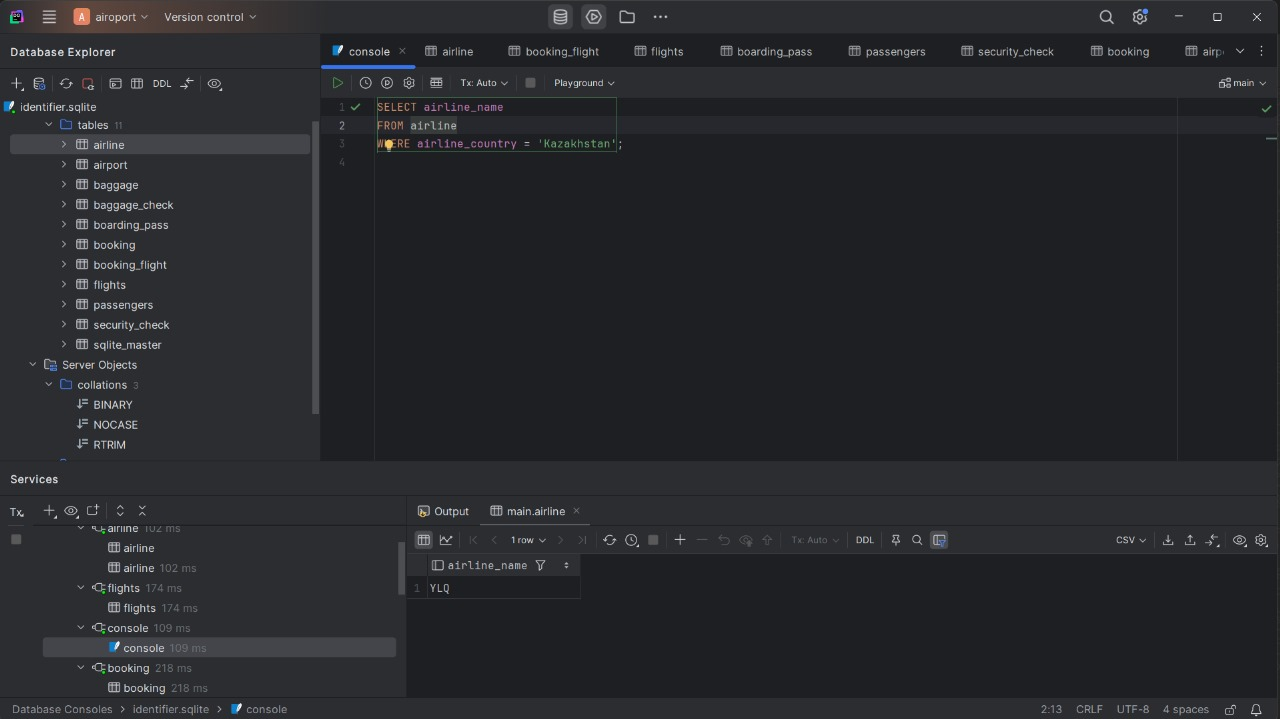 A airoport Version control
Database Explorer
console airline booking_flight flights boarding_pass passengers security_check booking airp
DDL
Tx: Auto Playground main
identifier.sqlite
tables 11
airline
airport
baggage
baggage_check
boarding_pass
booking
booking_flight
flights
passengers
security_check
sqlite_master
Server Objects
collations 3
BINARY
NOCASE
RTRIM
1 SELECT airline_name
2 FROM airline
3 WHERE airline_country = 'Kazakhstan';
4
Services
Tx
airline 102 ms
airline
airline 102 ms
flights 174 ms
flights 174 ms
console 109 ms
console 109 ms
booking 218 ms
booking 218 ms
Output main.airline
1 row Tx: Auto DDL CSV
airline_name
1 YLQ
Database Consoles > identifier.sqlite > console
2:13 CRLF UTF-8 4 spaces